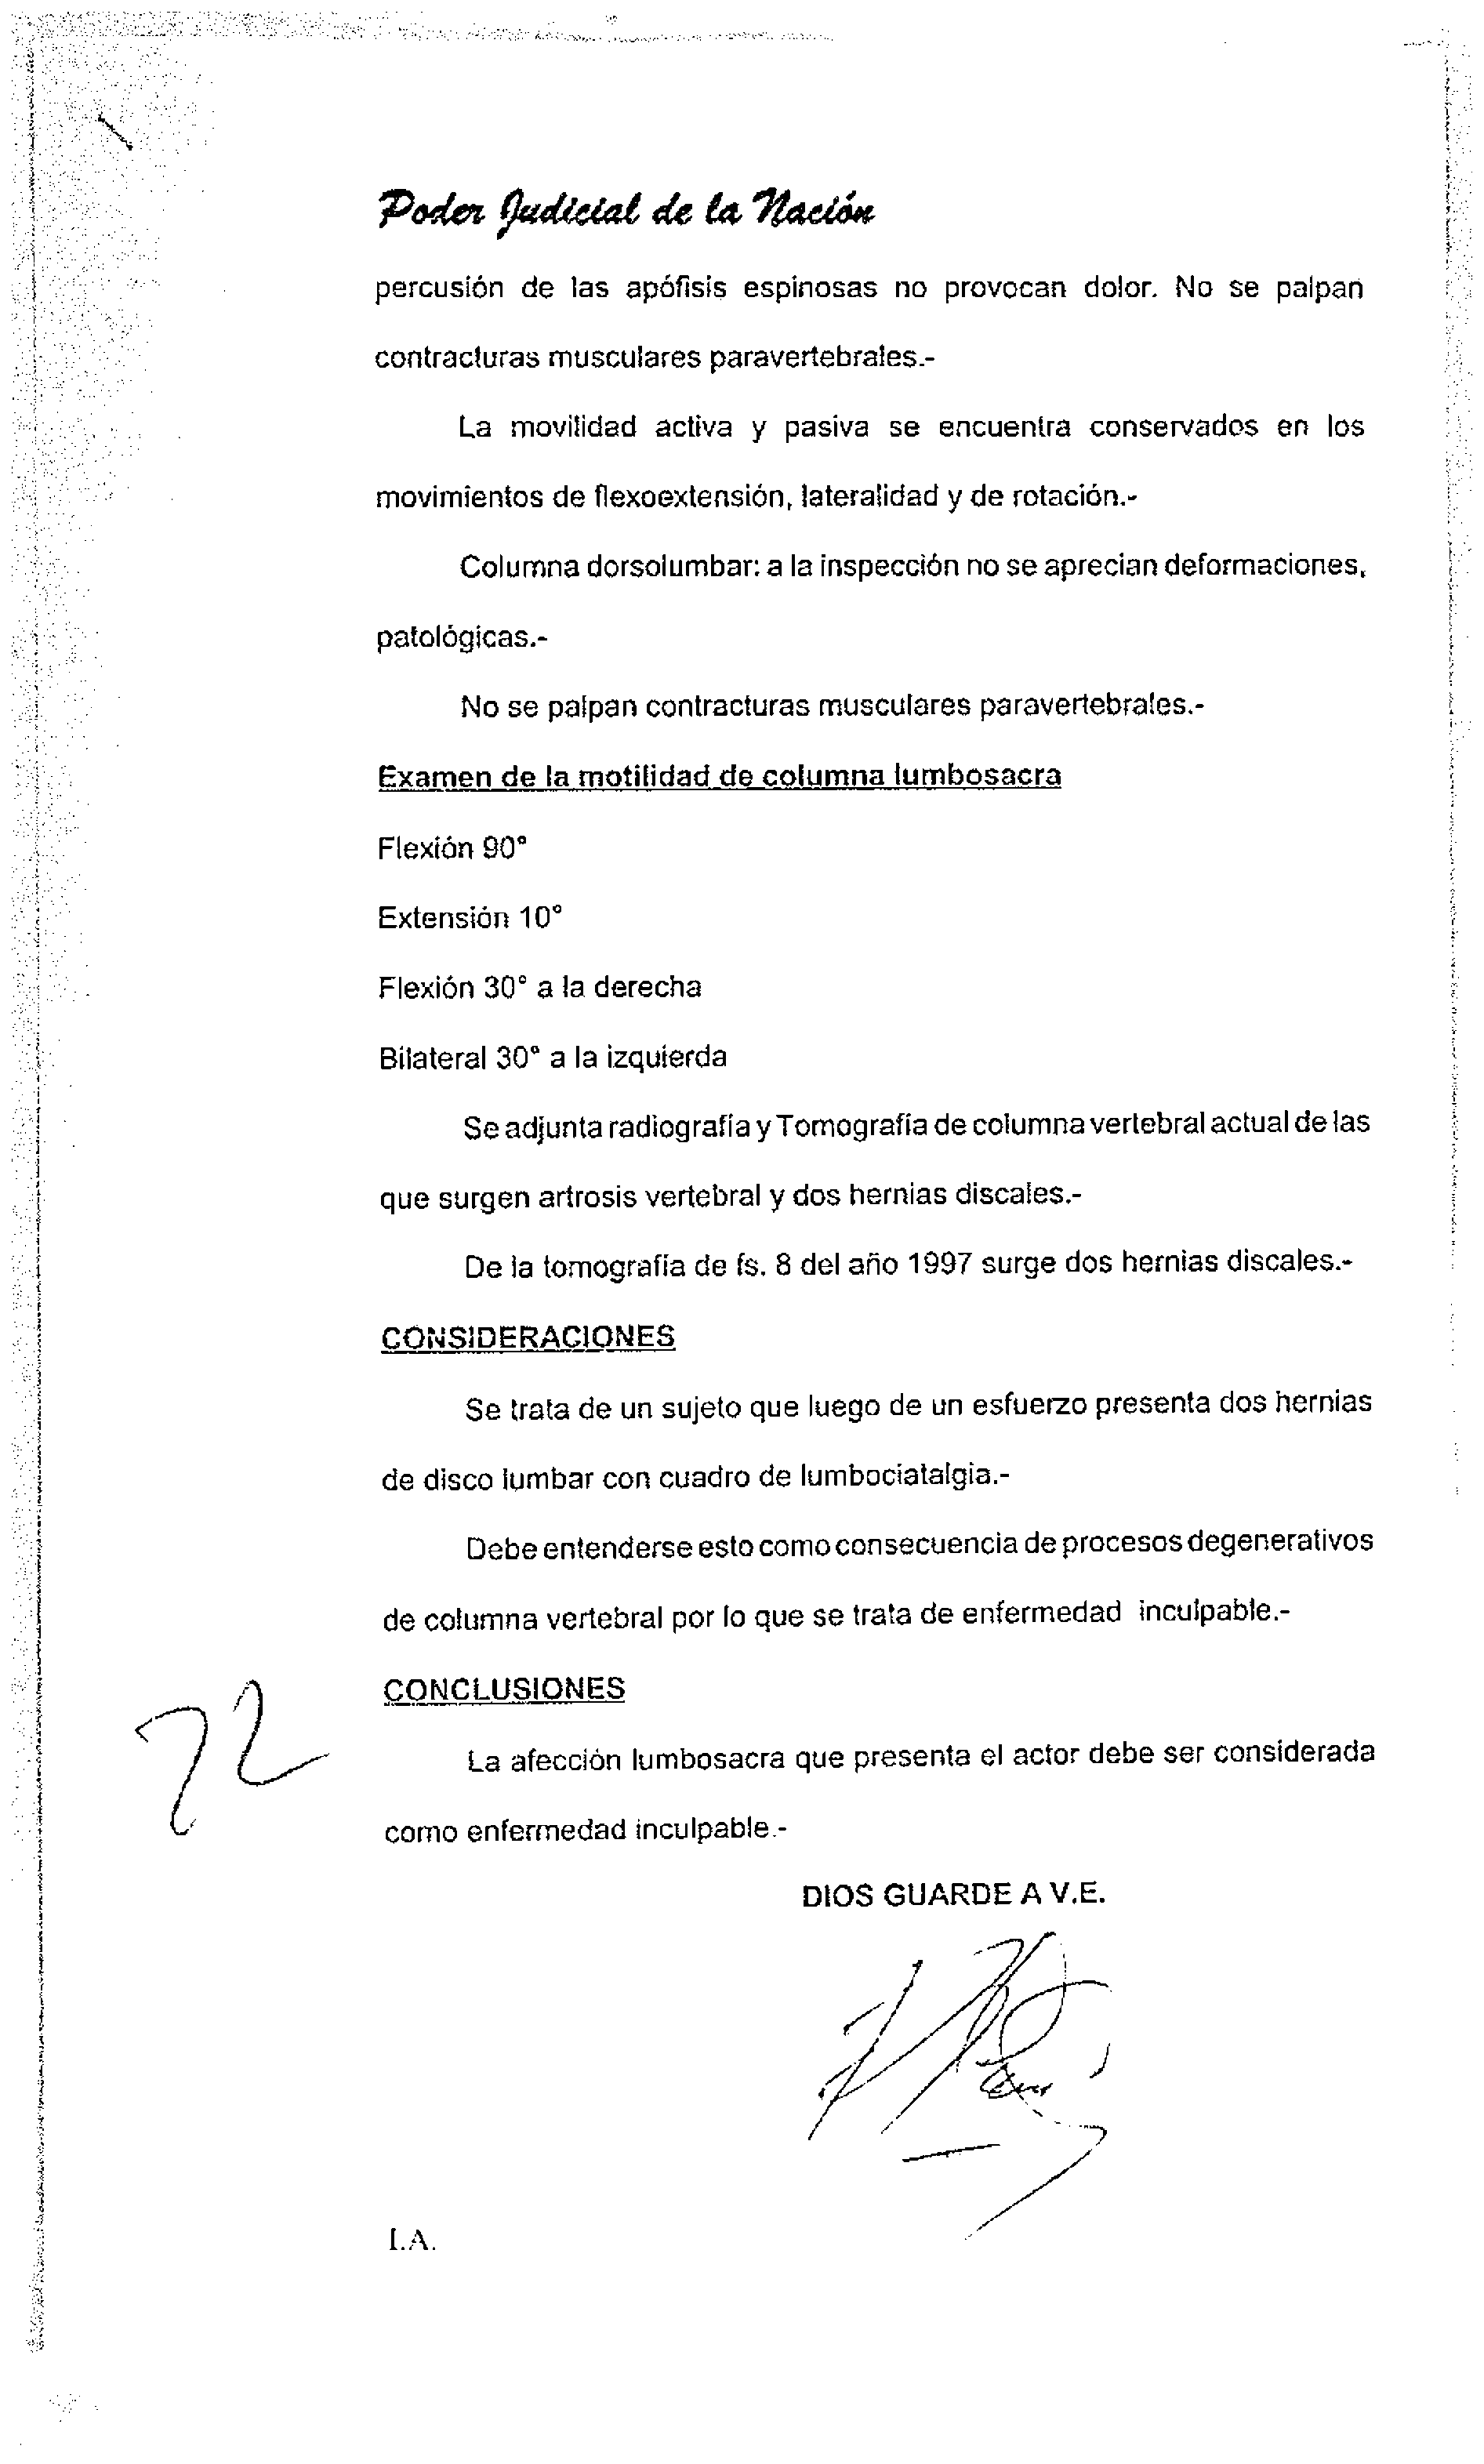 Poder Judicial de la Nación
percusión de las apófisis espinosas no provocan dolor. No se palpan
contracturas musculares paravertebrales.-
La movilidad activa y pasiva se encuentra conservados en los
movimientos de flexoextensión, lateralidad y de rotación.-
Columna dorsolumbar: a la inspección no se aprecian deformaciones,
patológicas.-
No se palpan contracturas musculares paravertebrales.-
Examen de la motilidad de columna lumbosacra
Flexión 90°
Extensión 10°
Flexión 30° a la derecha
Bilateral 30° a la izquierda
Se adjunta radiografía y Tomografía de columna vertebral actual de las
que surgen artrosis vertebral y dos hernias discales.-
De la tomografía de fs. 8 del año 1997 surge dos hernias discales.-
CONSIDERACIONES
Se trata de un sujeto que luego de un esfuerzo presenta dos hernias
de disco lumbar con cuadro de lumbociatalgia.-
Debe entenderse esto como consecuencia de procesos degenerativos
de columna vertebral por lo que se trata de enfermedad inculpable.-
CONCLUSIONES
La afección lumbosacra que presenta el actor debe ser considerada
como enfermedad inculpable.-
DIOS GUARDE A V.E.
I.A.